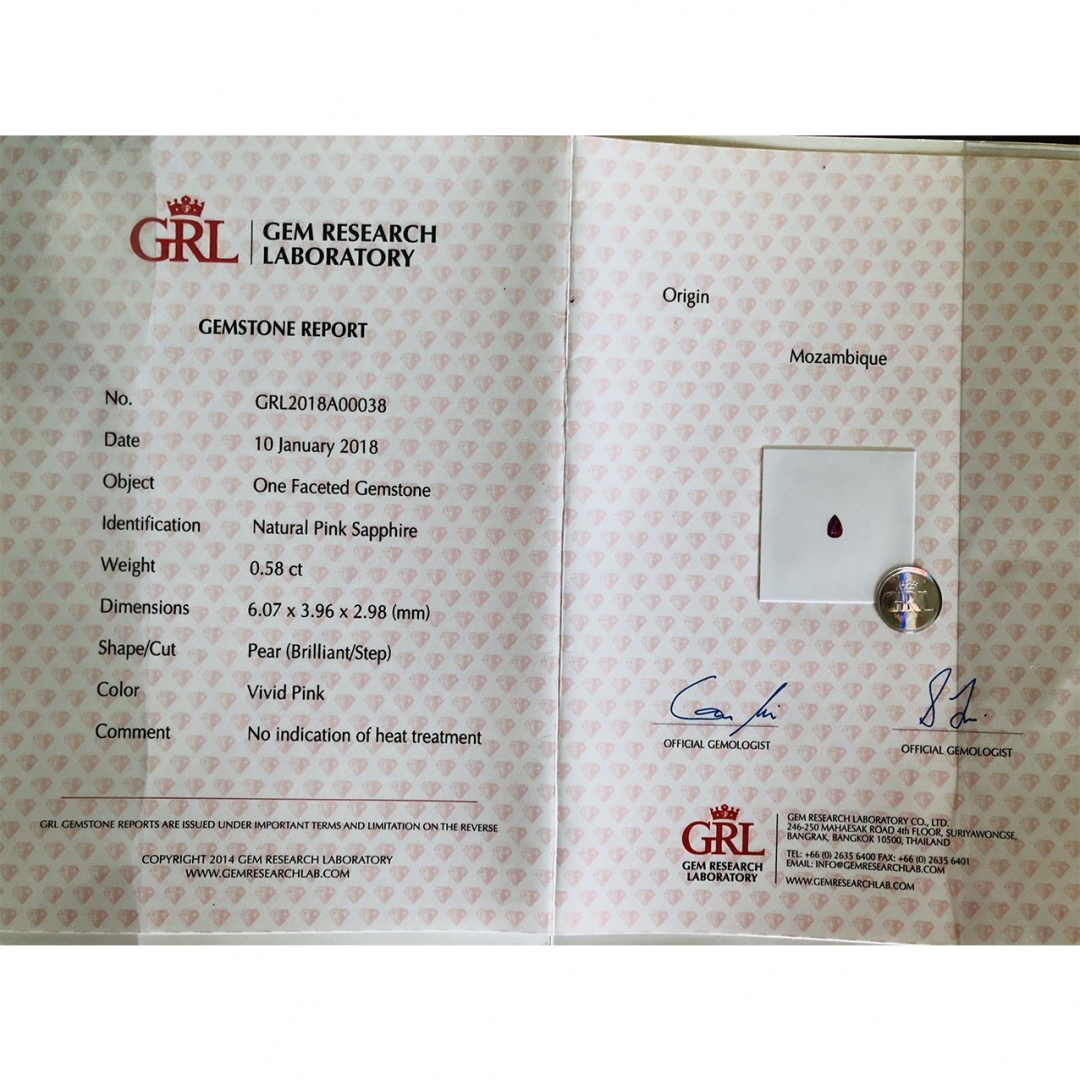 GRL
GEM RESEARCH
LABORATORY
GEMSTONE REPORT
No. GRL2018A00038
Date 10 January 2018
Object One Faceted Gemstone
Identification Natural Pink Sapphire
Weight 0.58 ct
Dimensions 6.07 x 3.96 x 2.98 (mm)
Shape/Cut Pear (Brilliant/Step)
Color Vivid Pink
Comment No indication of heat treatment
GRL GEMSTONE REPORTS ARE ISSUED UNDER IMPORTANT TERMS AND LIMITATION ON THE REVERSE
COPYRIGHT 2014 GEM RESEARCH LABORATORY
WWW.GEMRESEARCHLAB.COM
Origin
Mozambique
GRL
OFFICIAL GEMOLOGIST
OFFICIAL GEMOLOGIST
GRL
GEM RESEARCH
LABORATORY
GEM RESEARCH LABORATORY CO., LTD.
246-250 MAHAESAK ROAD 4th FLOOR, SURIYAWONGSE,
BANGRAK, BANGKOK 10500, THAILAND
TEL: +66 (0) 2635 6400 FAX: +66 (0) 2635 6401
EMAIL: INFO@GEMRESEARCHLAB.COM
WWW.GEMRESEARCHLAB.COM